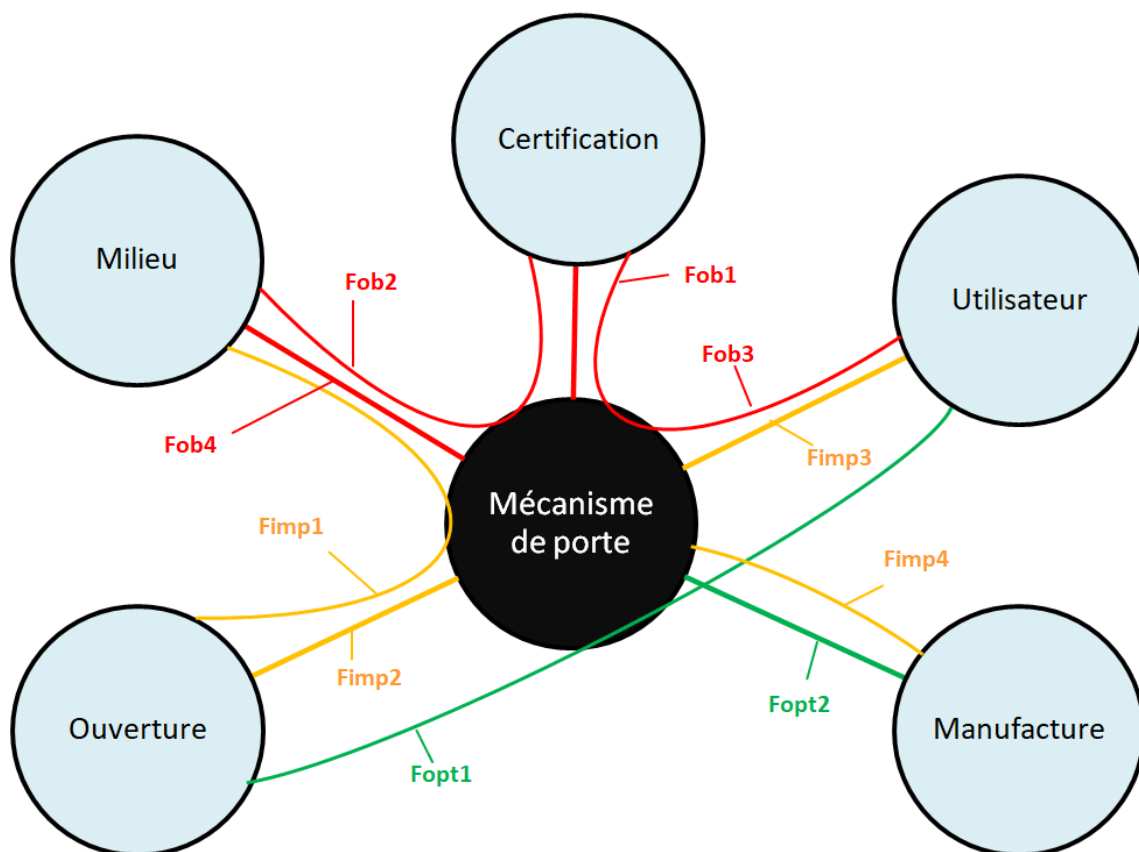 Certification
Milieu
Fob2
Fob1
Utilisateur
Fob3
Fob4
Fimp3
Mécanisme
de porte
Fimp1
Fimp4
Fimp2
Fopt2
Ouverture
Manufacture
Fopt1